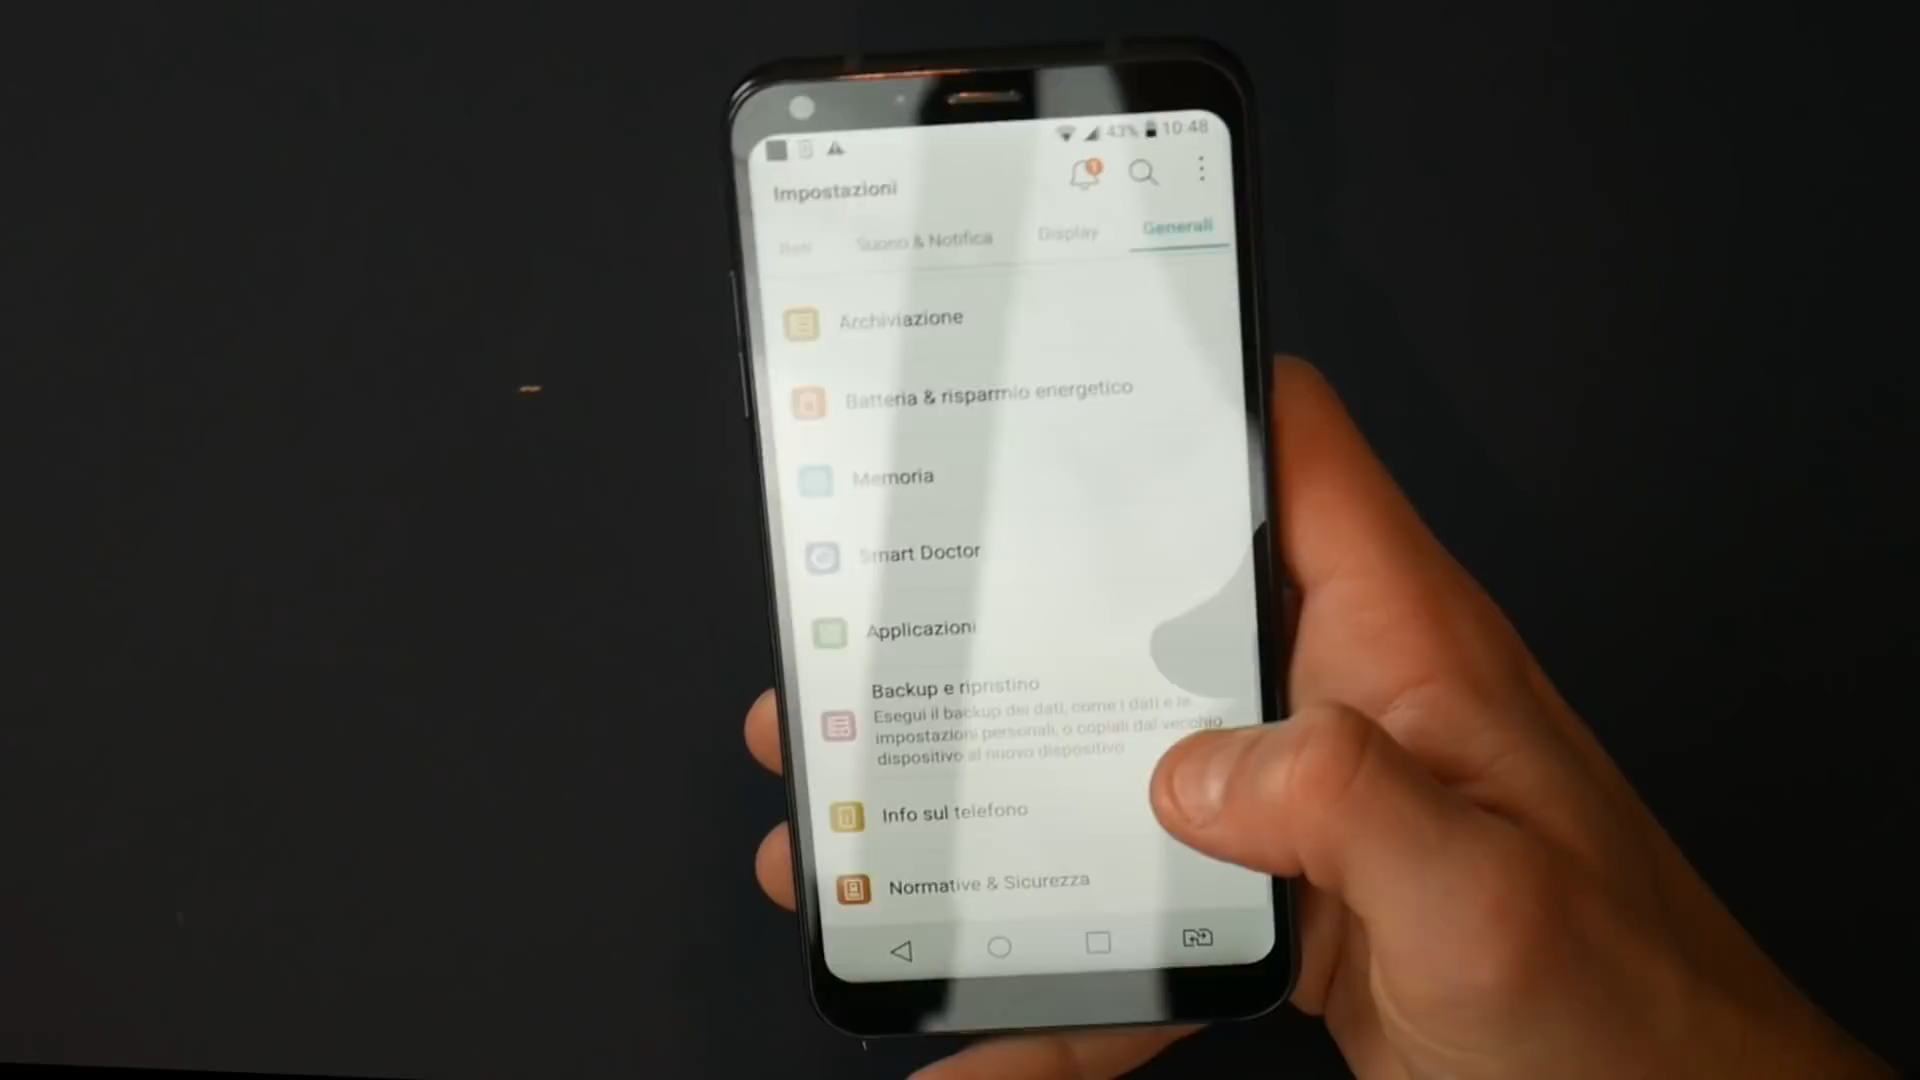 43% 10:48
Impostazioni
Reti Suono & Notifica Display Generali
Archiviazione
Batteria & risparmio energetico
Memoria
Smart Doctor
Applicazioni
Backup e ripristino
Esegui il backup dei dati, come i dati e le
impostazioni personali, o copiali dal vecchio
dispositivo al nuovo dispositivo
Info sul telefono
Normative & Sicurezza